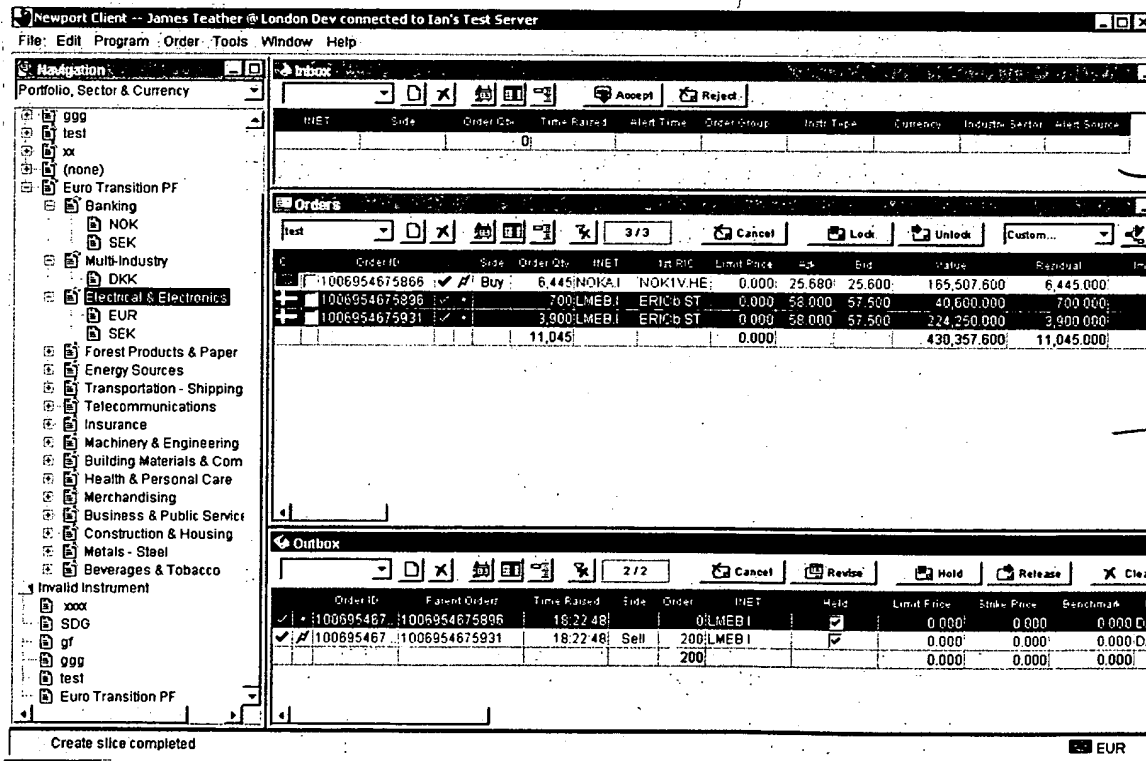 Newport Client -- James Teather @ London Dev connected to Ian's Test Server
File Edit Program Order Tools Window Help
Navigation
Portfolio, Sector & Currency
ggg
test
xx
(none)
Euro Transition PF
Banking
NOK
SEK
Multi-Industry
DKK
Electrical & Electronics
EUR
SEK
Forest Products & Paper
Energy Sources
Transportation - Shipping
Telecommunications
Insurance
Machinery & Engineering
Building Materials & Com
Health & Personal Care
Merchandising
Business & Public Service
Construction & Housing
Metals - Steel
Beverages & Tobacco
Invalid Instrument
xxxx
SDG
gf
ggg
test
Euro Transition PF
Inbox
Accept Reject
INET Side Order Qty Time Raised Alert Time Order Group Instr Type Currency Industry Sector Alert Source
0
Orders
test 3/3 Cancel Lock Unlock Custom...
C Order ID Side Order Qty INET 1st RIC Limit Price Ask Bid Value Residual
1006954675866 Buy 6,445 NOKA.I NOK1V.HE 0.000 25.680 25.600 165,507.600 6,445.000
1006954675896 700 LMEB.I ERICb ST 0.000 58.000 57.500 40,600.000 700.000
1006954675931 3,900 LMEB.I ERICb ST 0.000 58.000 57.500 224,250.000 3,900.000
11,045 0.000 430,357.600 11,045.000
Outbox
2/2 Cancel Revise Hold Release Clea
Order ID Parent Orders Time Raised Side Order INET Held Limit Price Strike Price Benchmark
100695467... 1006954675896 18:22:48 0 LMEB I 0.000 0.000 0.000 D
100695467... 1006954675931 18:22:48 Sell 200 LMEB I 0.000 0.000 0.000 D
200 0.000 0.000 0.000
Create slice completed
EUR